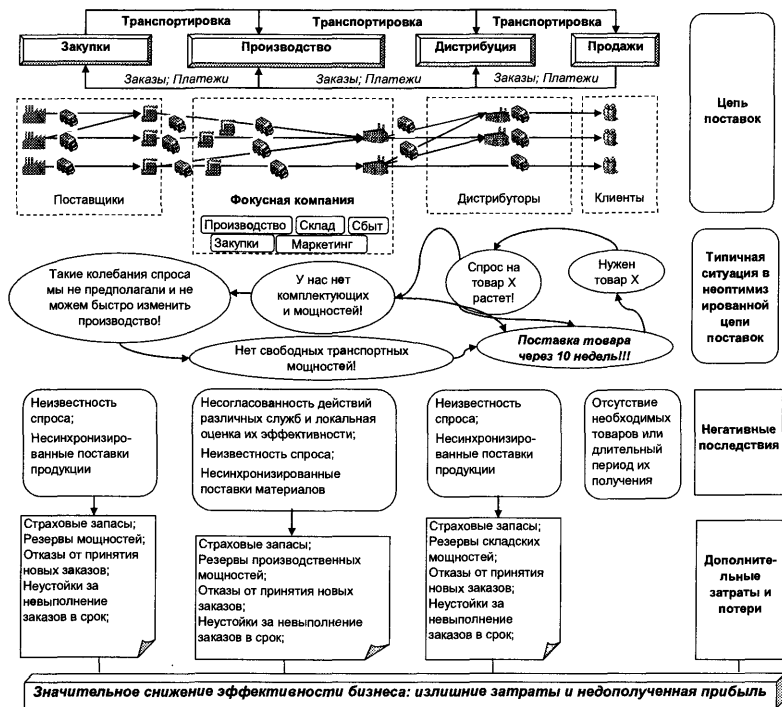 Транспортировка
Транспортировка
Транспортировка
Закупки
Производство
Дистрибуция
Продажи
Заказы; Платежи
Заказы; Платежи
Заказы; Платежи
Цепь
поставок
Поставщики
Фокусная компания
Дистрибуторы
Клиенты
Производство
Склад
Сбыт
Закупки
Маркетинг
Такие колебания спроса
мы не предполагали и не
можем быстро изменить
производство!
У нас нет
комплектующих
и мощностей!
Спрос на
товар X
растет!
Нужен
товар X
Нет свободных транспортных
мощностей!
Поставка товара
через 10 недель!!!
Типичная
ситуация в
неоптимиз
ированной
цепи
поставок
Неизвестность
спроса;
Несинхронизиро-
ванные поставки
продукции
Несогласованность действий
различных служб и локальная
оценка их эффективности;
Неизвестность спроса;
Несинхронизированные
поставки материалов
Неизвестность
спроса;
Несинхронизиро-
ванные поставки
продукции
Отсутствие
необходимых
товаров или
длительный
период их
получения
Негативные
последствия
Страховые запасы;
Резервы мощностей;
Отказы от принятия
новых заказов;
Неустойки за
невыполнение
заказов в срок;
Страховые запасы;
Резервы производственных
мощностей;
Отказы от принятия новых
заказов;
Неустойки за невыполнение
заказов в срок;
Страховые запасы;
Резервы складских
мощностей;
Отказы от принятия
новых заказов;
Неустойки за
невыполнение
заказов в срок;
Дополните-
льные
затраты и
потери
Значительное снижение эффективности бизнеса: излишние затраты и недополученная прибыль